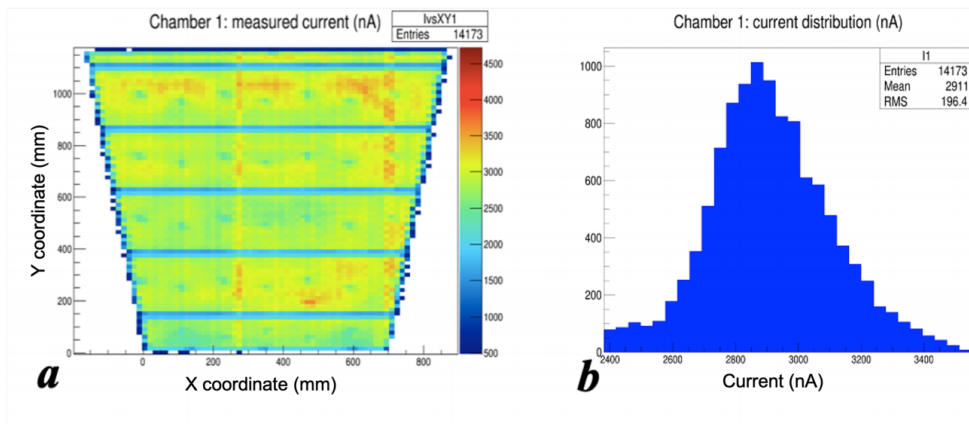 Chamber 1: measured current (nA)
IvsXY1
Entries 14173
4500
4000
3500
3000
2500
2000
1500
1000
500
1000
800
600
400
200
0
0 200 400 600 800
Y coordinate (mm)
X coordinate (mm)
a
Chamber 1: current distribution (nA)
I1
Entries 14173
Mean 2911
RMS 196.4
1000
800
600
400
200
0
2400 2600 2800 3000 3200 3400
Current (nA)
b